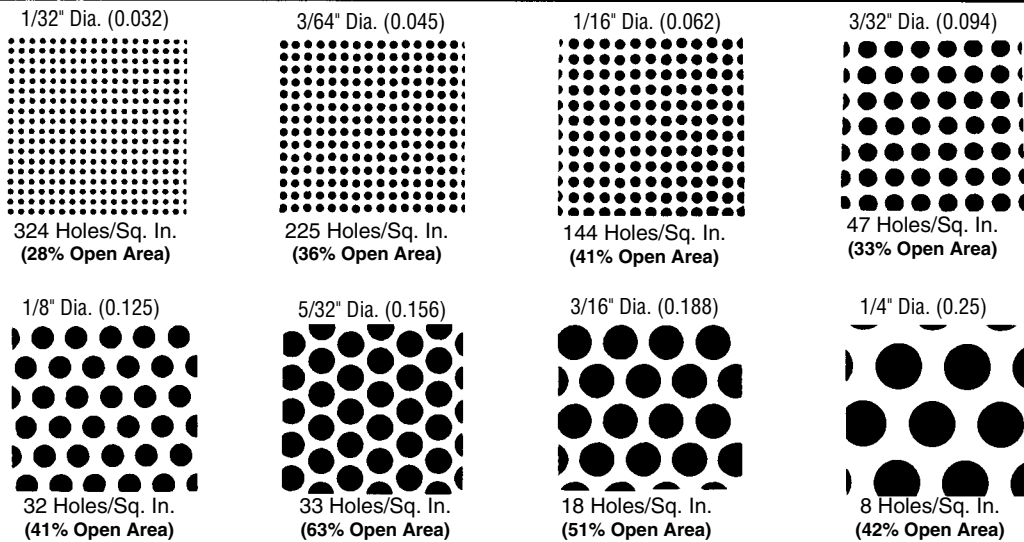 1/32" Dia. (0.032)
324 Holes/Sq. In.
(28% Open Area)
3/64" Dia. (0.045)
225 Holes/Sq. In.
(36% Open Area)
1/16" Dia. (0.062)
144 Holes/Sq. In.
(41% Open Area)
3/32" Dia. (0.094)
47 Holes/Sq. In.
(33% Open Area)
1/8" Dia. (0.125)
32 Holes/Sq. In.
(41% Open Area)
5/32" Dia. (0.156)
33 Holes/Sq. In.
(63% Open Area)
3/16" Dia. (0.188)
18 Holes/Sq. In.
(51% Open Area)
1/4" Dia. (0.25)
8 Holes/Sq. In.
(42% Open Area)